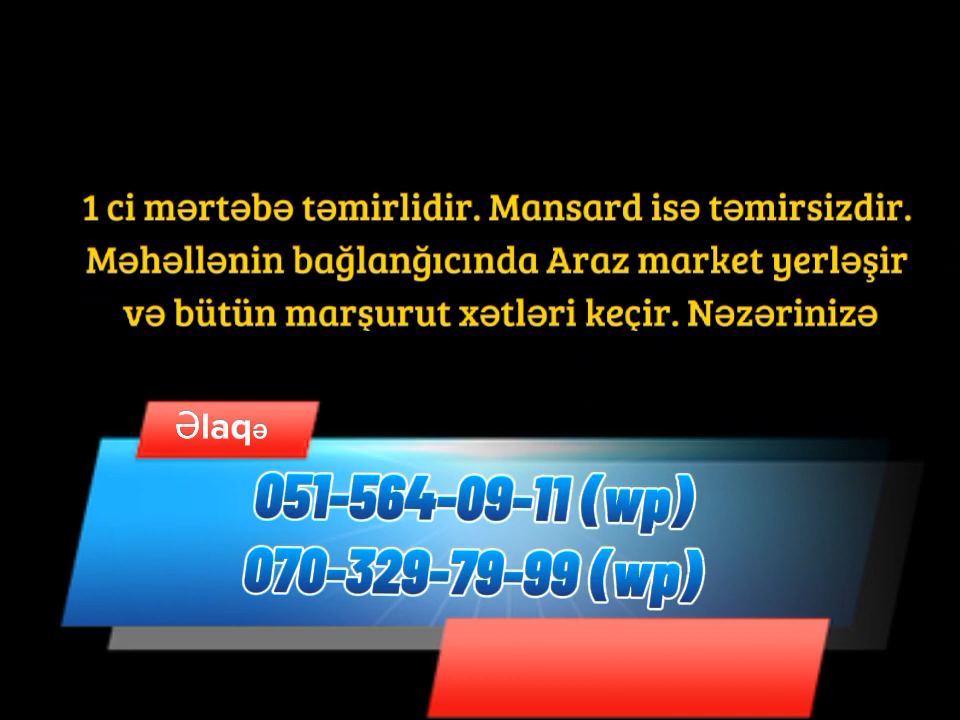 1 ci mərtəbə təmirlidir. Mansard isə təmirsizdir.
Məhəllənin bağlanğıcında Araz market yerləşir
və bütün marşurut xətləri keçir. Nəzərinizə
Əlaqə
051-564-09-11 (wp)
070-329-79-99 (wp)